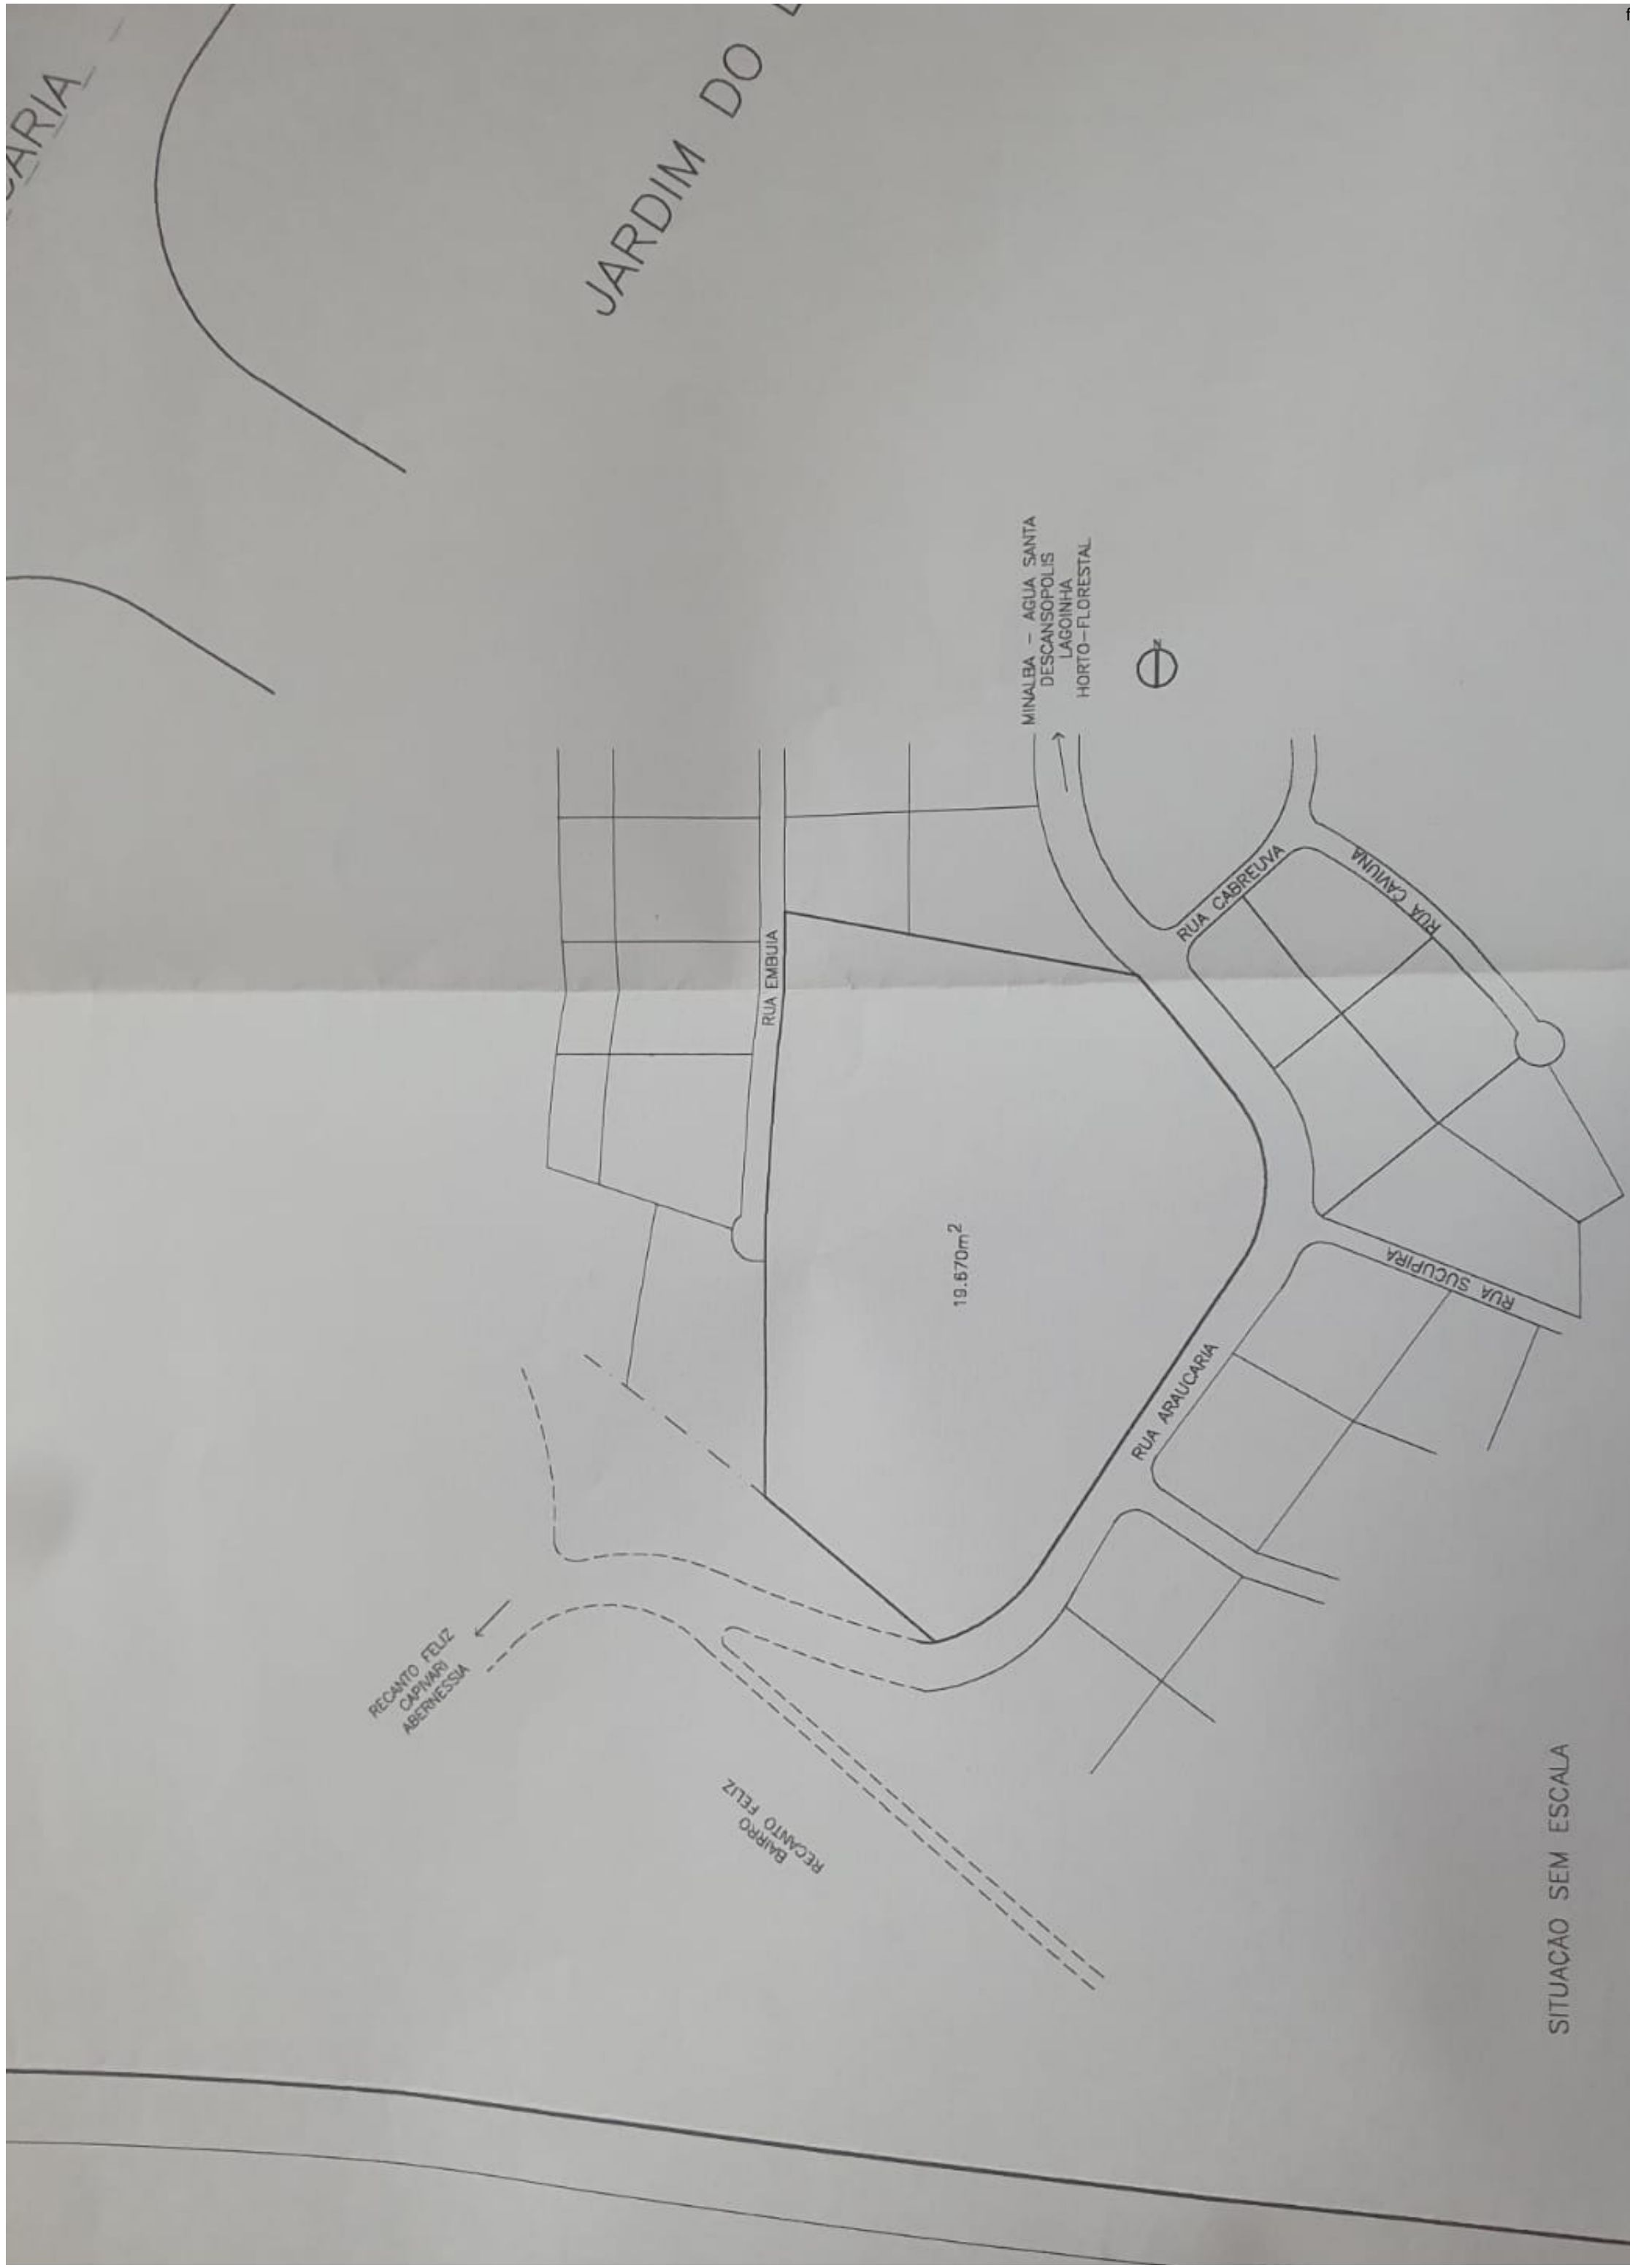 JARDIM DO
MINALBA – AGUA SANTA
DESCANSOPOLIS
LAGOINHA
HORTO–FLORESTAL
N
RUA EMBUIA
RUA CABREUVA
RUA CAVIUNA
19.670m²
RUA SUCUPIRA
RUA ARAUCARIA
RECANTO FELIZ
CAPIVARI
ABERNESSIA
BAIRRO
RECANTO FELIZ
SITUAÇÃO SEM ESCALA